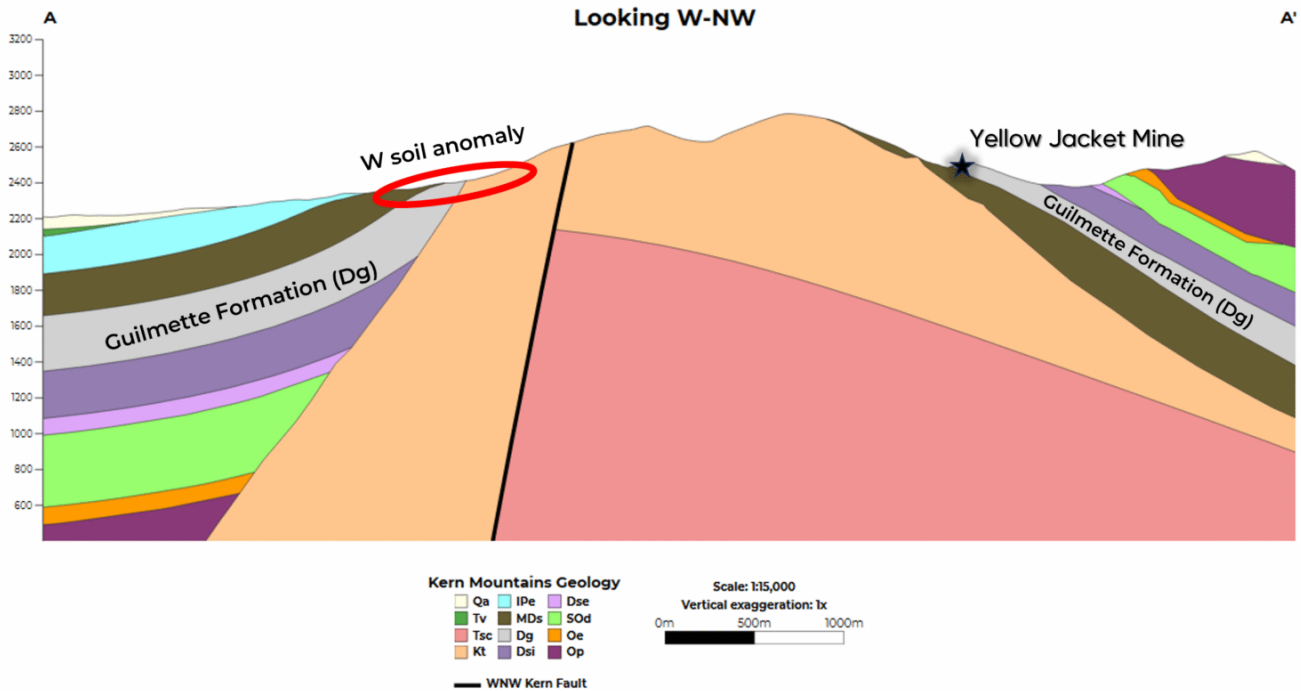 A
Looking W-NW
A'
3200
3000
2800
2600
2400
2200
2000
1800
1600
1400
1200
1000
800
600
W soil anomaly
Yellow Jacket Mine
Guilmette Formation (Dg)
Guilmette Formation (Dg)
Kern Mountains Geology
Qa IPe Dse
Tv MDs SOd
Tsc Dg Oe
Kt Dsi Op
WNW Kern Fault
Scale: 1:15,000
Vertical exaggeration: 1x
0m 500m 1000m